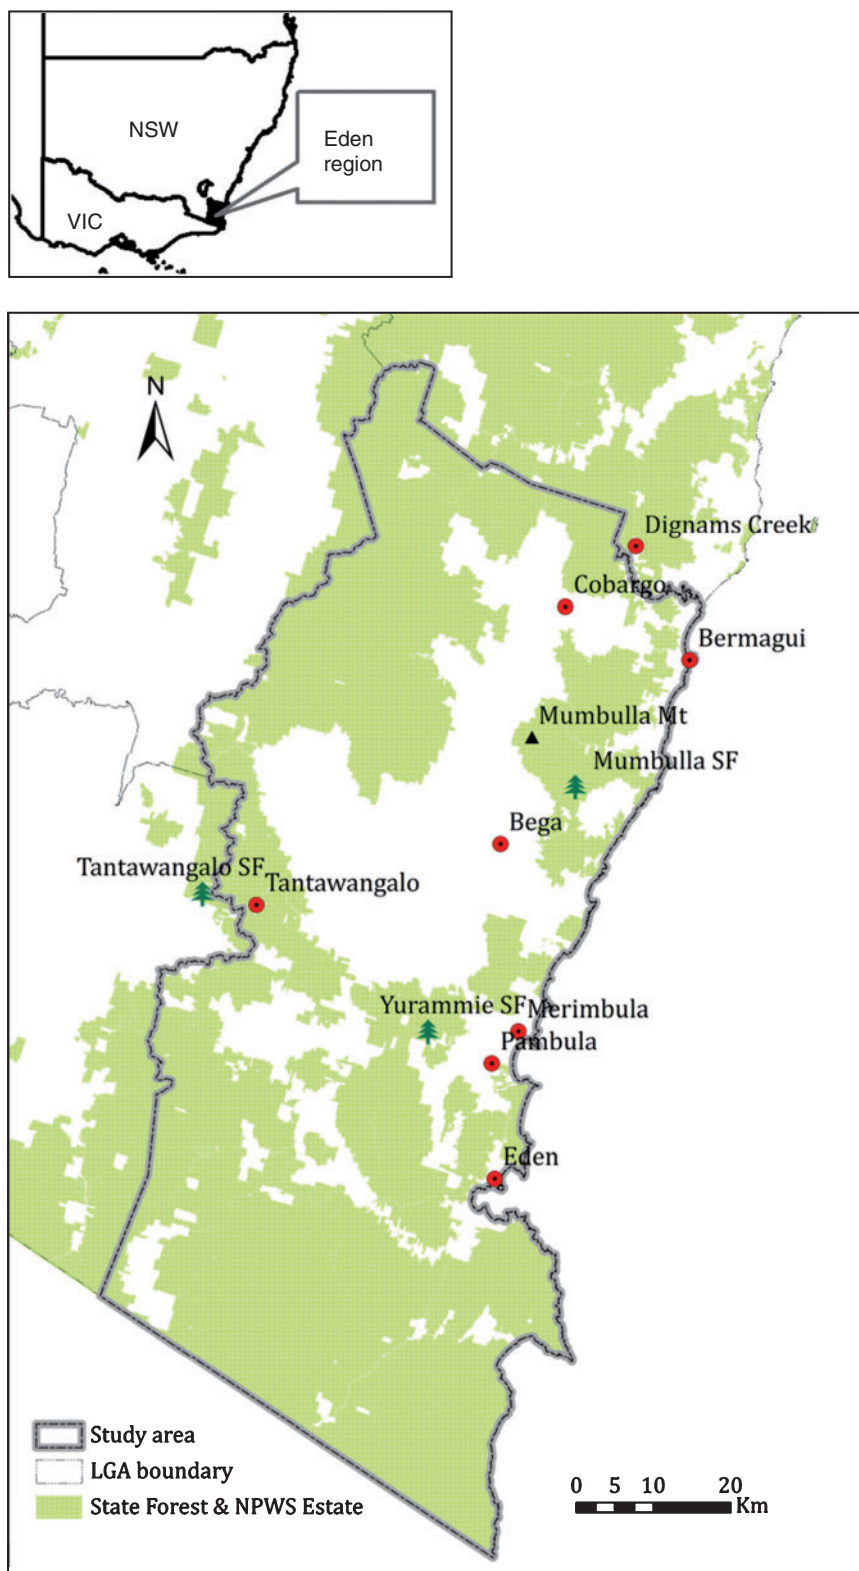 NSW
Eden
region
VIC
N
Dignams Creek
Cobargo
Bermagui
Mumbulla Mt
Mumbulla SF
Bega
Tantawangalo SF
Tantawangalo
Yurammie SF
Merimbula
Pambula
Eden
Study area
LGA boundary
State Forest & NPWS Estate
0 5 10 20
Km